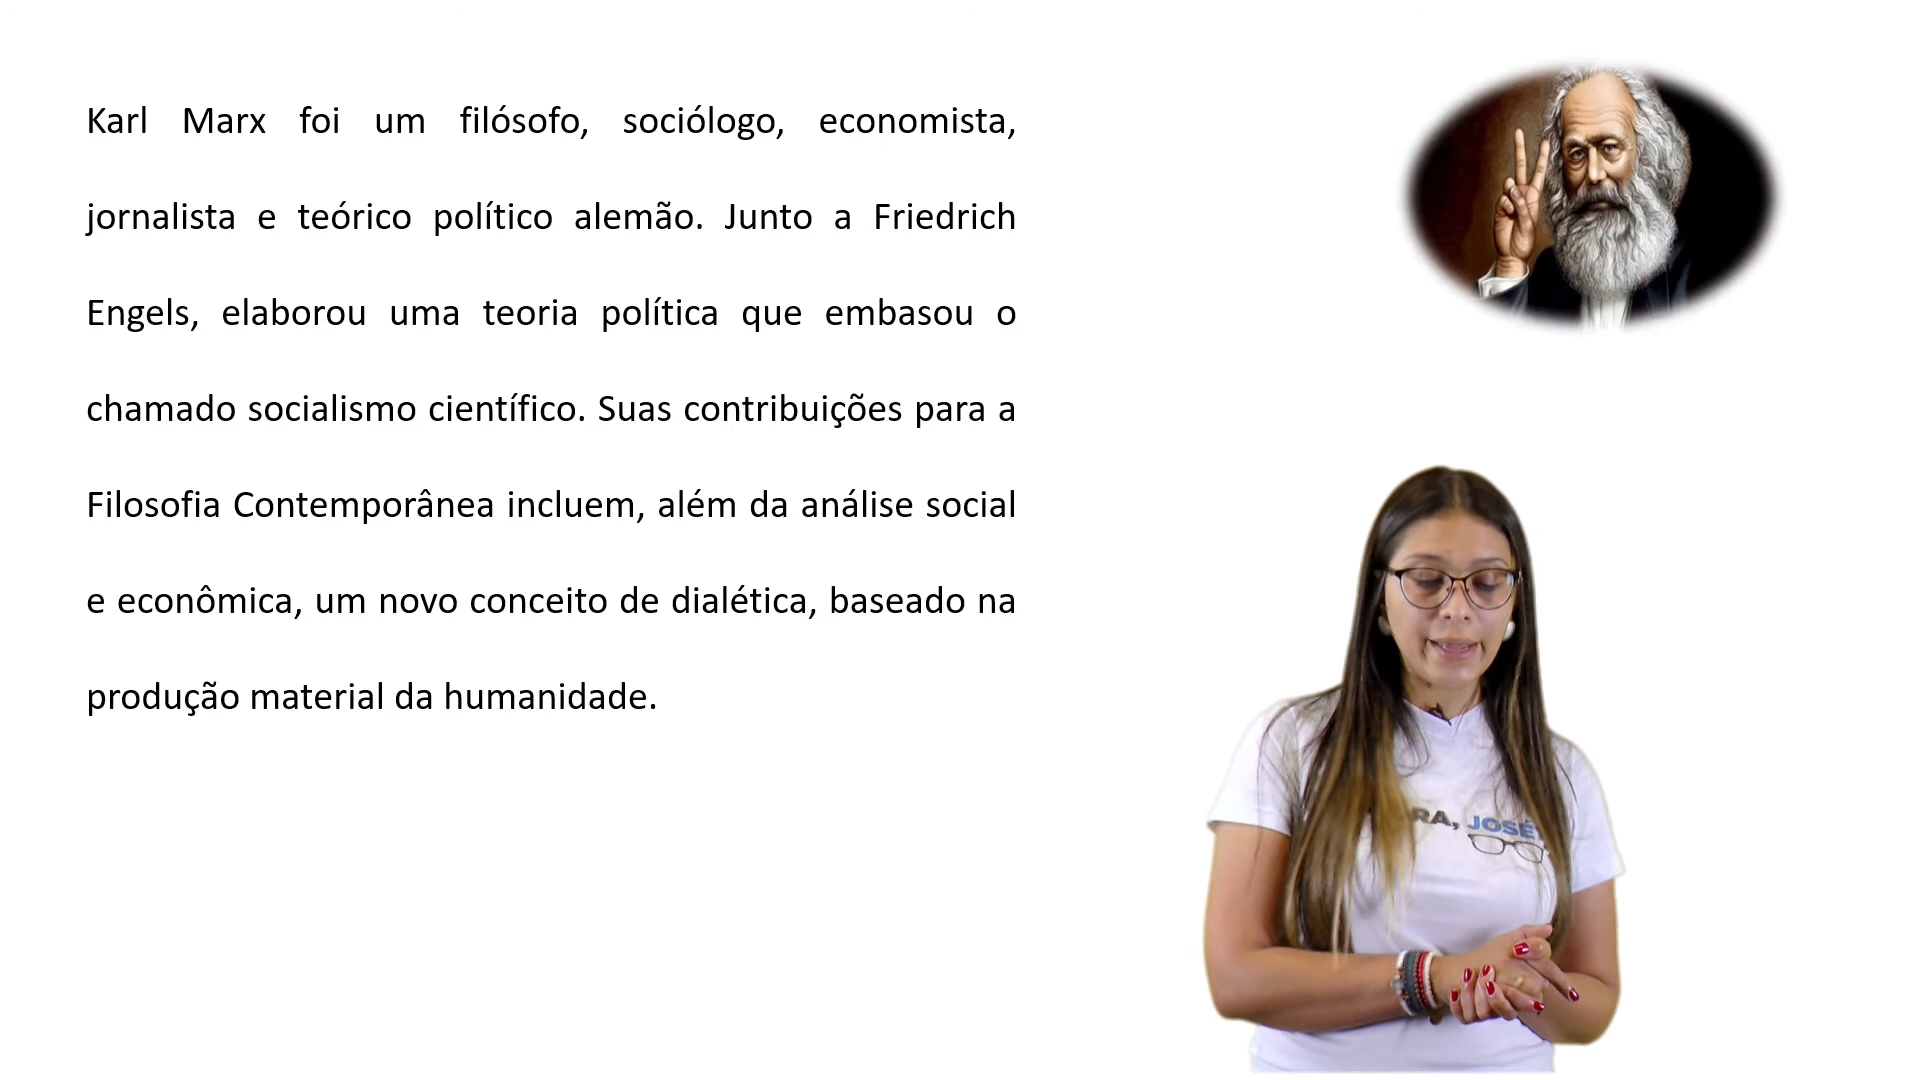 Karl Marx foi um filósofo, sociólogo, economista,
jornalista e teórico político alemão. Junto a Friedrich
Engels, elaborou uma teoria política que embasou o
chamado socialismo científico. Suas contribuições para a
Filosofia Contemporânea incluem, além da análise social
e econômica, um novo conceito de dialética, baseado na
produção material da humanidade.
JOSÉ